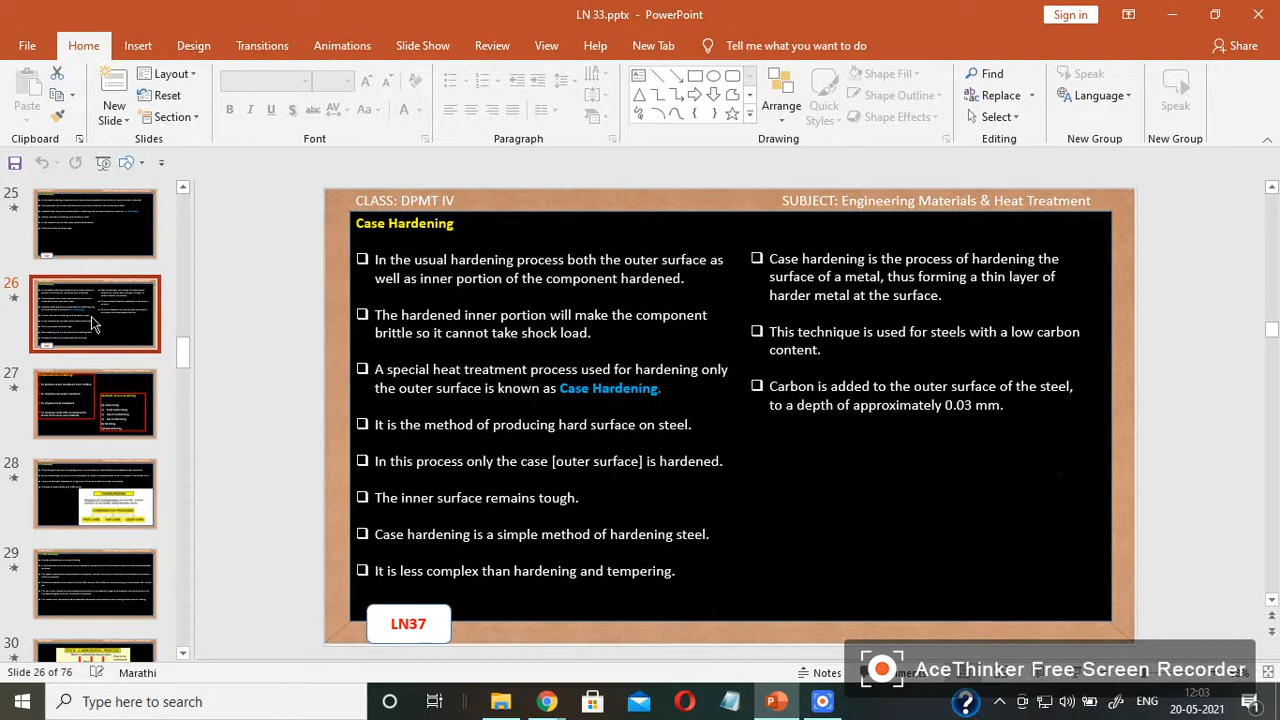 LN 33.pptx - PowerPoint
Sign in
File Home Insert Design Transitions Animations Slide Show Review View Help New Tab Tell me what you want to do Share
Paste
New Slide
Layout
Reset
Section
B I U S abc AV Aa A
Arrange
Quick Styles
Shape Fill
Shape Outline
Shape Effects
Find
Replace
Select
Speak
Language
Speak
Clipboard Slides Font Paragraph Drawing Editing New Group New Group
25
26
27
28
29
30
CLASS: DPMT IV
SUBJECT: Engineering Materials & Heat Treatment
Case Hardening
In the usual hardening process both the outer surface as
well as inner portion of the component hardened.
The hardened inner portion will make the component
brittle so it cannot take sock load.
A special heat treatment process used for hardening only
the outer surface is known as Case Hardening.
It is the method of producing hard surface on steel.
In this process only the case [outer surface] is hardened.
The inner surface remains tough.
Case hardening is a simple method of hardening steel.
It is less complex than hardening and tempering.
Case hardening is the process of hardening the
surface of a metal, thus forming a thin layer of
harder metal at the surface.
This technique is used for steels with a low carbon
content.
Carbon is added to the outer surface of the steel,
to a depth of approximately 0.03 mm.
LN37
Slide 26 of 76
Marathi
Notes
AceThinker Free Screen Recorder
Type here to search
ENG
12:03
20-05-2021